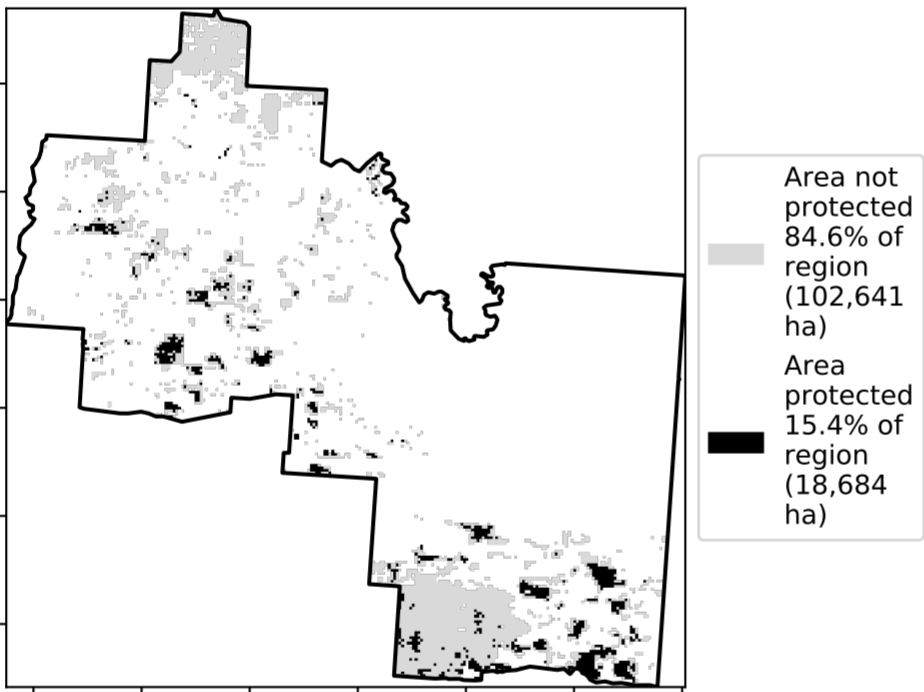 Area not
protected
84.6% of
region
(102,641
ha)
Area
protected
15.4% of
region
(18,684
ha)